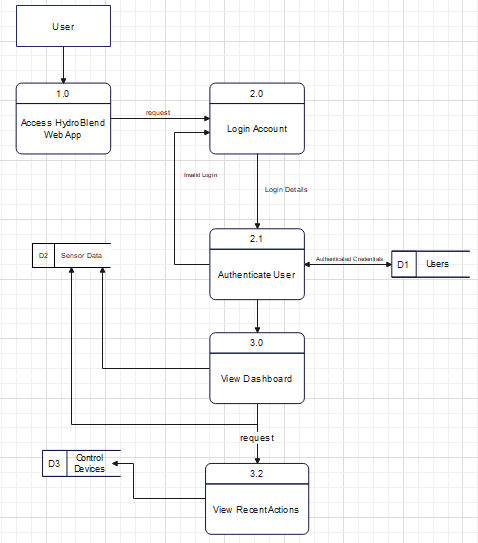 User
1.0
Access HydroBlend
Web App
request
2.0
Login Account
Invalid Login
Login Details
2.1
Authenticate User
Authenticated Credentials
D1
Users
D2
Sensor Data
3.0
View Dashboard
request
D3
Control
Devices
3.2
View Recent Actions